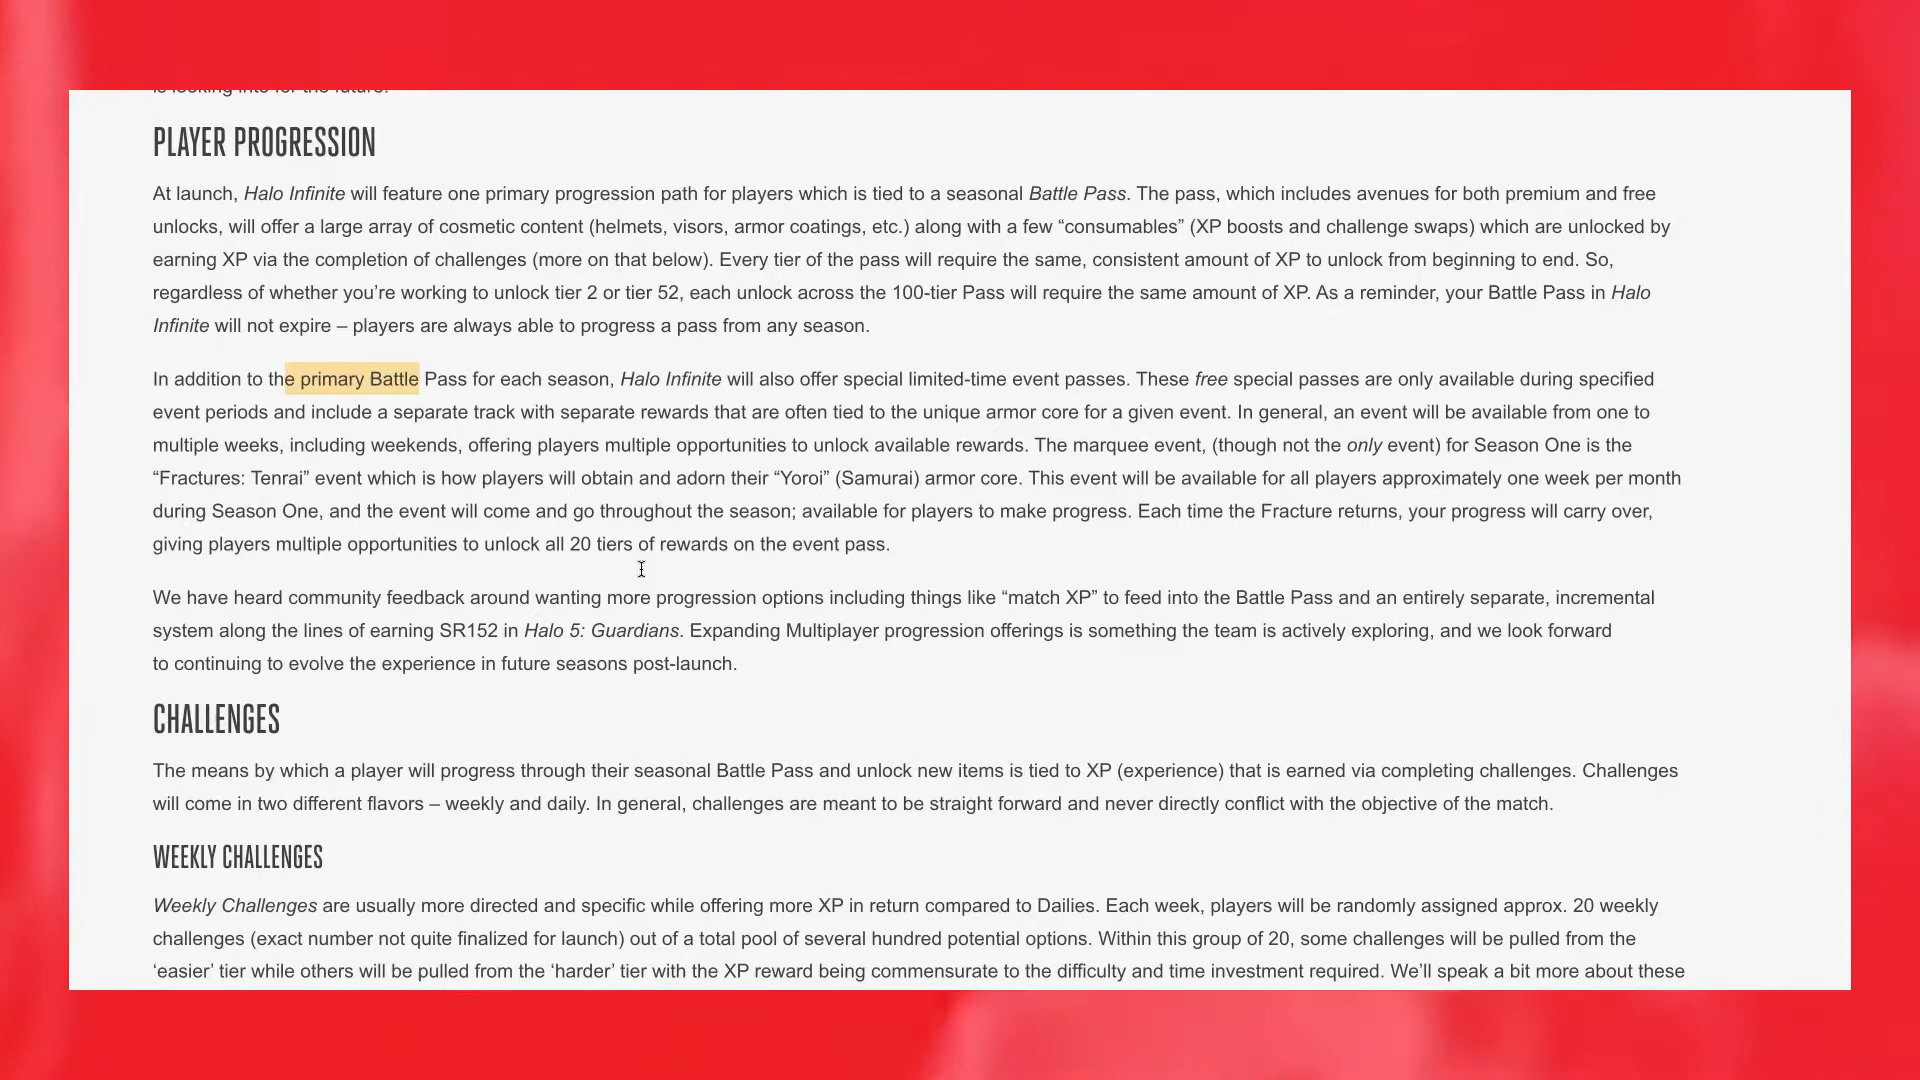 is looking into for the future.
PLAYER PROGRESSION
At launch, Halo Infinite will feature one primary progression path for players which is tied to a seasonal Battle Pass. The pass, which includes avenues for both premium and free
unlocks, will offer a large array of cosmetic content (helmets, visors, armor coatings, etc.) along with a few “consumables” (XP boosts and challenge swaps) which are unlocked by
earning XP via the completion of challenges (more on that below). Every tier of the pass will require the same, consistent amount of XP to unlock from beginning to end. So,
regardless of whether you’re working to unlock tier 2 or tier 52, each unlock across the 100-tier Pass will require the same amount of XP. As a reminder, your Battle Pass in Halo
Infinite will not expire – players are always able to progress a pass from any season.
In addition to the primary Battle Pass for each season, Halo Infinite will also offer special limited-time event passes. These free special passes are only available during specified
event periods and include a separate track with separate rewards that are often tied to the unique armor core for a given event. In general, an event will be available from one to
multiple weeks, including weekends, offering players multiple opportunities to unlock available rewards. The marquee event, (though not the only event) for Season One is the
“Fractures: Tenrai” event which is how players will obtain and adorn their “Yoroi” (Samurai) armor core. This event will be available for all players approximately one week per month
during Season One, and the event will come and go throughout the season; available for players to make progress. Each time the Fracture returns, your progress will carry over,
giving players multiple opportunities to unlock all 20 tiers of rewards on the event pass.
We have heard community feedback around wanting more progression options including things like “match XP” to feed into the Battle Pass and an entirely separate, incremental
system along the lines of earning SR152 in Halo 5: Guardians. Expanding Multiplayer progression offerings is something the team is actively exploring, and we look forward
to continuing to evolve the experience in future seasons post-launch.
CHALLENGES
The means by which a player will progress through their seasonal Battle Pass and unlock new items is tied to XP (experience) that is earned via completing challenges. Challenges
will come in two different flavors – weekly and daily. In general, challenges are meant to be straight forward and never directly conflict with the objective of the match.
WEEKLY CHALLENGES
Weekly Challenges are usually more directed and specific while offering more XP in return compared to Dailies. Each week, players will be randomly assigned approx. 20 weekly
challenges (exact number not quite finalized for launch) out of a total pool of several hundred potential options. Within this group of 20, some challenges will be pulled from the
‘easier’ tier while others will be pulled from the ‘harder’ tier with the XP reward being commensurate to the difficulty and time investment required. We’ll speak a bit more about these